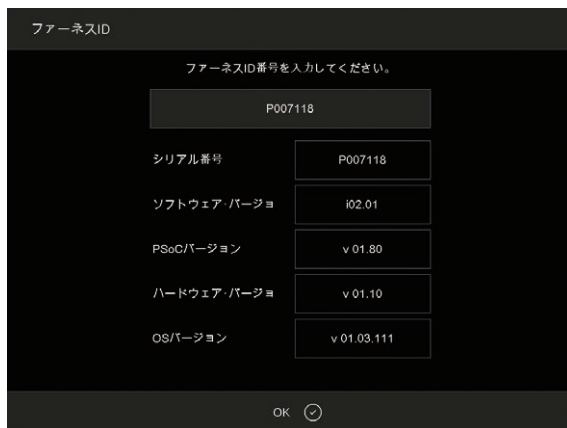 ファーネスID
ファーネスID番号を入力してください。
P007118
シリアル番号 P007118
ソフトウェア·バージョ i02.01
PSoCバージョン v 01.80
ハードウェア·バージョ v 01.10
OSバージョン v 01.03.111
OK